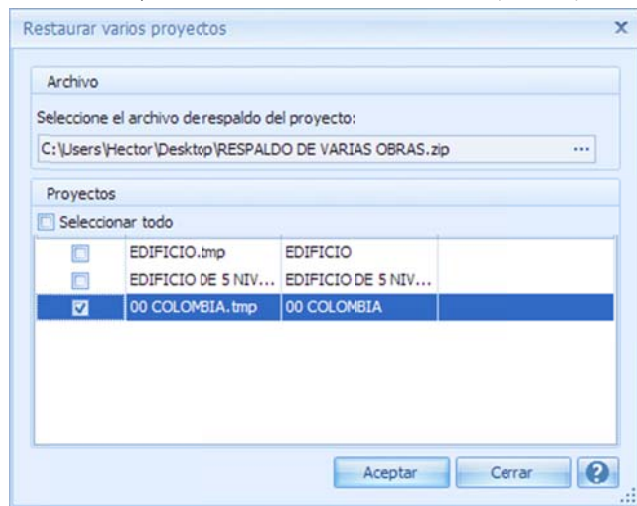 Restaurar varios proyectos x
Archivo
Seleccione el archivo derespaldo del proyecto:
C:\Users\Hector\Desktop\RESPALDO DE VARIAS OBRAS.zip ...
Proyectos
Seleccionar todo
EDIFICIO.tmp EDIFICIO
EDIFICIO DE 5 NIV... EDIFICIO DE 5 NIV...
00 COLOMBIA.tmp 00 COLOMBIA
Aceptar Cerrar ?